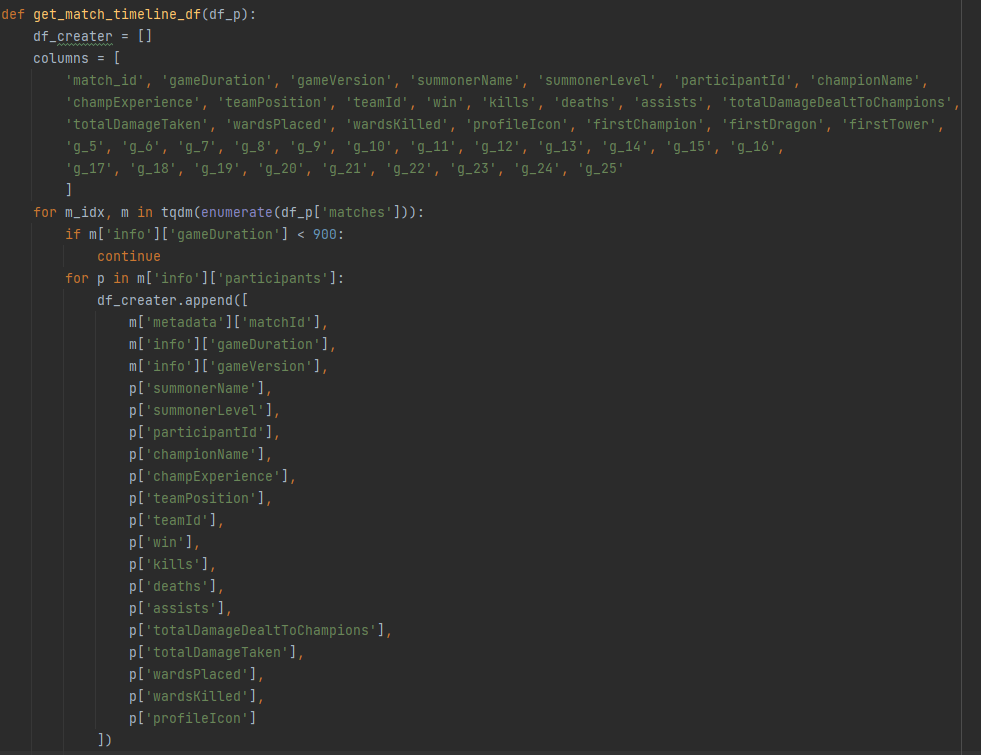 def get_match_timeline_df(df_p):
    df_creater = []
    columns = [
        'match_id', 'gameDuration', 'gameVersion', 'summonerName', 'summonerLevel', 'participantId', 'championName',
        'champExperience', 'teamPosition', 'teamId', 'win', 'kills', 'deaths', 'assists', 'totalDamageDealtToChampions',
        'totalDamageTaken', 'wardsPlaced', 'wardsKilled', 'profileIcon', 'firstChampion', 'firstDragon', 'firstTower',
        'g_5', 'g_6', 'g_7', 'g_8', 'g_9', 'g_10', 'g_11', 'g_12', 'g_13', 'g_14', 'g_15', 'g_16',
        'g_17', 'g_18', 'g_19', 'g_20', 'g_21', 'g_22', 'g_23', 'g_24', 'g_25'
        ]
    for m_idx, m in tqdm(enumerate(df_p['matches'])):
        if m['info']['gameDuration'] < 900:
            continue
        for p in m['info']['participants']:
            df_creater.append([
                m['metadata']['matchId'],
                m['info']['gameDuration'],
                m['info']['gameVersion'],
                p['summonerName'],
                p['summonerLevel'],
                p['participantId'],
                p['championName'],
                p['champExperience'],
                p['teamPosition'],
                p['teamId'],
                p['win'],
                p['kills'],
                p['deaths'],
                p['assists'],
                p['totalDamageDealtToChampions'],
                p['totalDamageTaken'],
                p['wardsPlaced'],
                p['wardsKilled'],
                p['profileIcon']
            ])